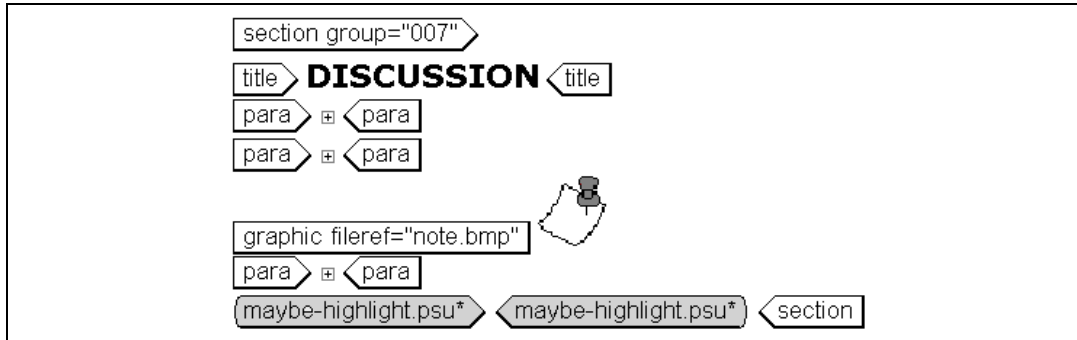 section group="007"
title DISCUSSION title
para para
para para
graphic fileref="note.bmp"
para para
maybe-highlight.psu* maybe-highlight.psu* section